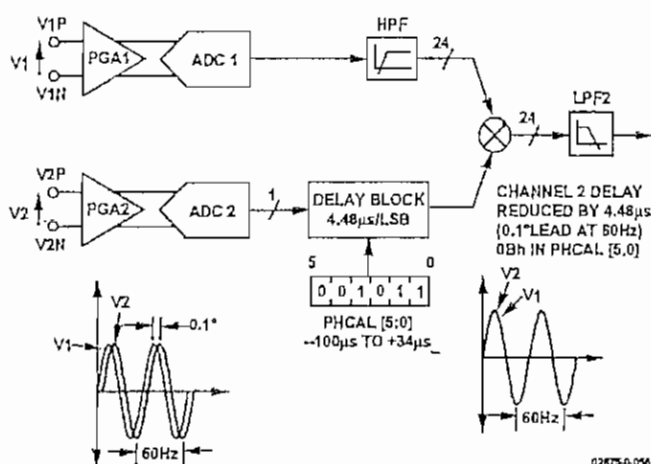 HPF
V1P
V1
V1N
PGA1
ADC 1
24
LPF2
24
V2P
V2
V2N
PGA2
ADC 2
1
DELAY BLOCK
4.48µs/LSB
CHANNEL 2 DELAY
REDUCED BY 4.48µs
(0.1°LEAD AT 60Hz)
0Bh IN PHCAL [5.0]
5 0
0 0 1 0 1 1
PHCAL [5:0]
–100µs TO +34µs
V2
V1
0.1°
60Hz
V2
V1
60Hz